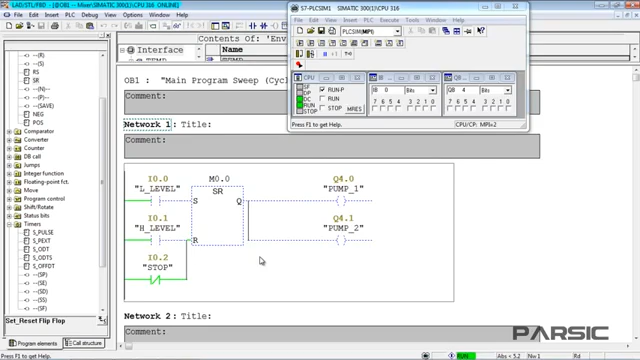 LAD/STL/FBD - [@OB1 - Mixer\SIMATIC 300(1)\CPU 316 ONLINE]
File Edit Insert PLC Debug View Options Window Help
Contents Of: 'Env
Interface
Name
TEMP
S7-PLCSIM1 SIMATIC 300(1)\CPU 316
File Edit View Insert PLC Execute Tools Window Help
PLCSIM(MPI)
CPU
SF
DP
DC
RUN
STOP
RUN-P
RUN
STOP
MRES
IB 0 Bits
7 6 5 4 3 2 1 0
QB 4 Bits
7 6 5 4 3 2 1 0
Press F1 to get Help.
CPU/CP: MPI=2
--(R)
--(S)
RS
SR
--(N)
--(P)
--(SAVE)
NEG
POS
Comparator
Converter
Counters
DB call
Jumps
Integer function
Floating-point fct.
Move
Program control
Shift/Rotate
Status bits
Timers
S_PULSE
S_PEXT
S_ODT
S_ODTS
S_OFFDT
--(SP)
--(SE)
--(SD)
--(SS)
--(SF)
Set_Reset Flip Flop
Program elements
Call structure
OB1 : "Main Program Sweep (Cycl
Comment:
Network 1: Title:
Comment:
I0.0
"L_LEVEL"
M0.0
SR
S
Q
Q4.0
"PUMP_1"
I0.1
"H_LEVEL"
R
Q4.1
"PUMP_2"
I0.2
"STOP"
Network 2: Title:
Comment:
PARSIC
Press F1 to get Help.
RUN
Abs < 5.2
Nw 1
Rd